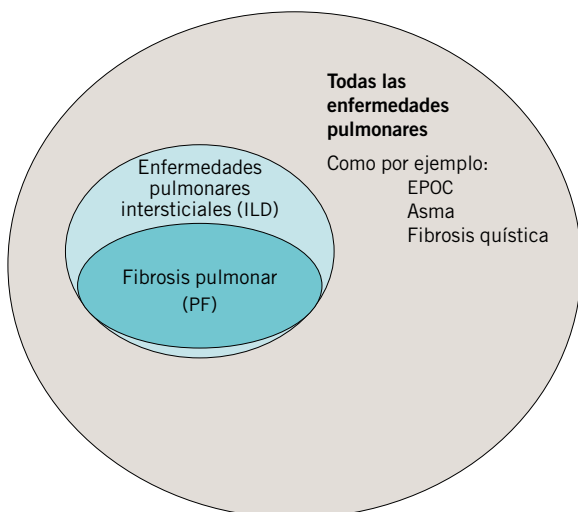 Todas las
enfermedades
pulmonares
Como por ejemplo:
EPOC
Asma
Fibrosis quística
Enfermedades
pulmonares
intersticiales (ILD)
Fibrosis pulmonar
(PF)